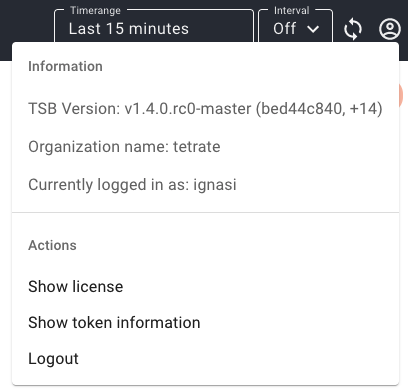 Timerange
Interval
Last 15 minutes
Off
Information
TSB Version: v1.4.0.rc0-master (bed44c840, +14)
Organization name: tetrate
Currently logged in as: ignasi
Actions
Show license
Show token information
Logout